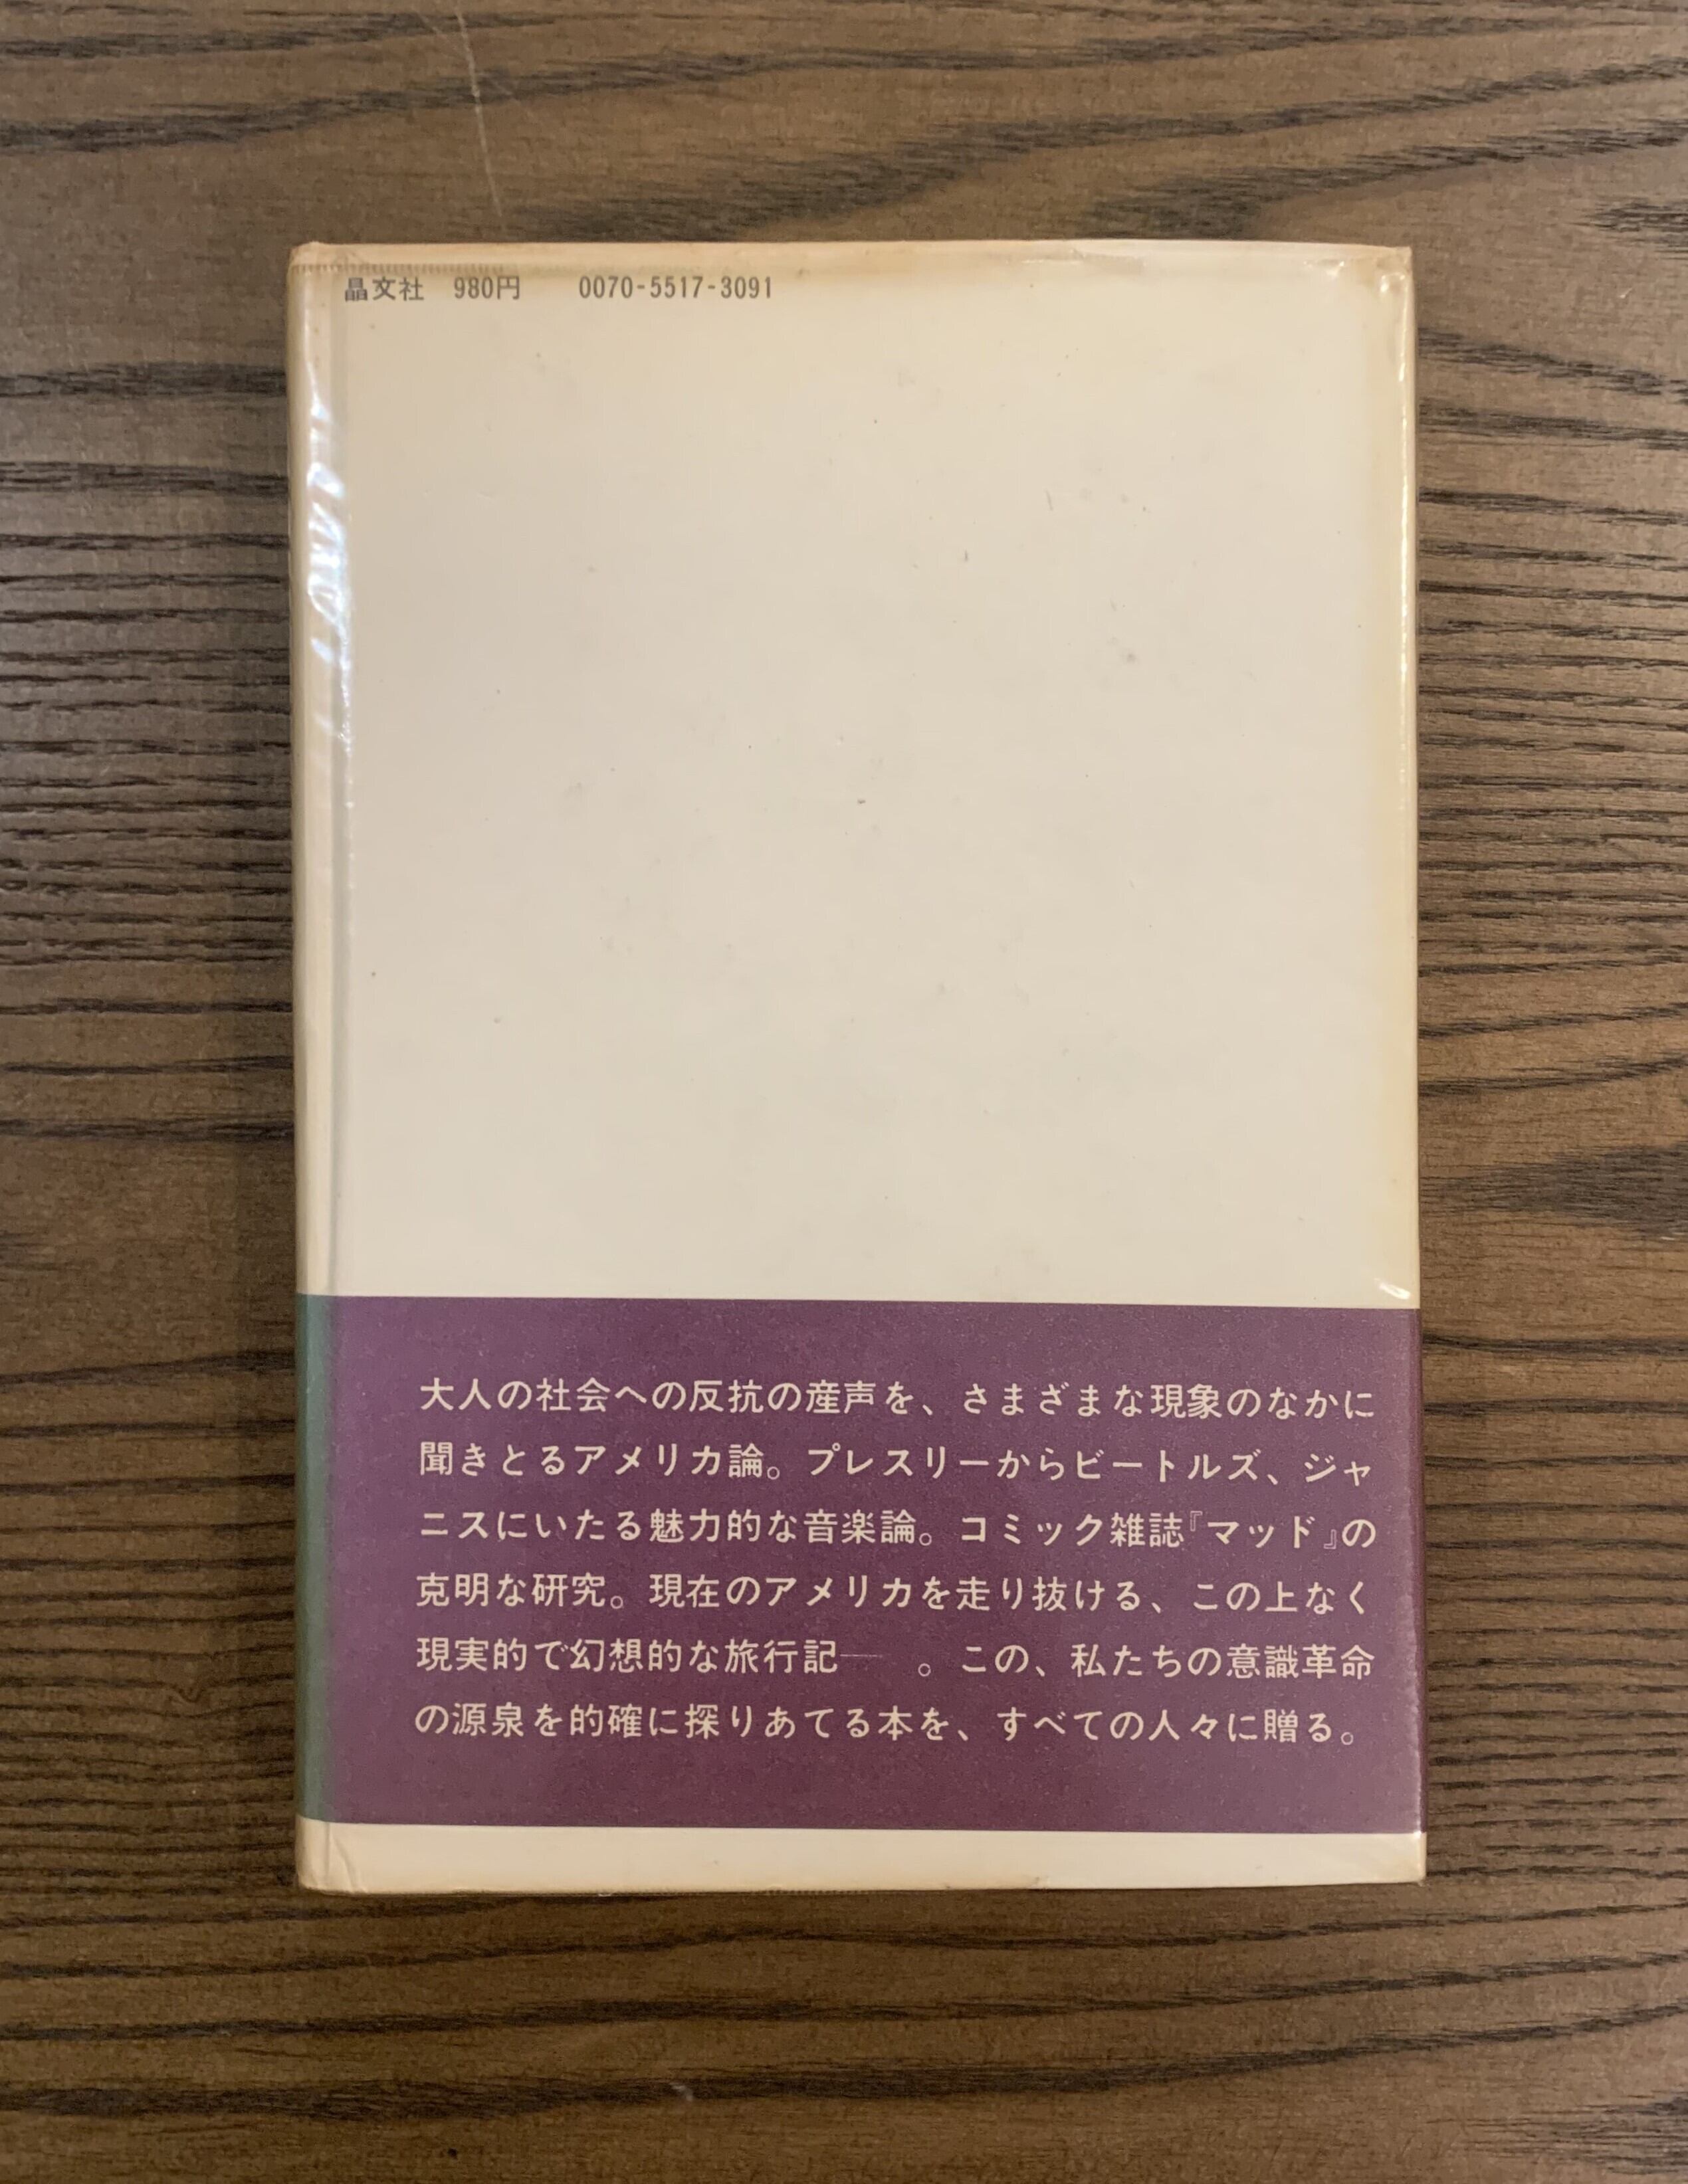 晶文社　980円　0070-5517-3091
大人の社会への反抗の産声を、さまざまな現象のなかに
聞きとるアメリカ論。プレスリーからビートルズ、ジャ
ニスにいたる魅力的な音楽論。コミック雑誌『マッド』の
克明な研究。現在のアメリカを走り抜ける、この上なく
現実的で幻想的な旅行記──　。この、私たちの意識革命
の源泉を的確に探りあてる本を、すべての人々に贈る。